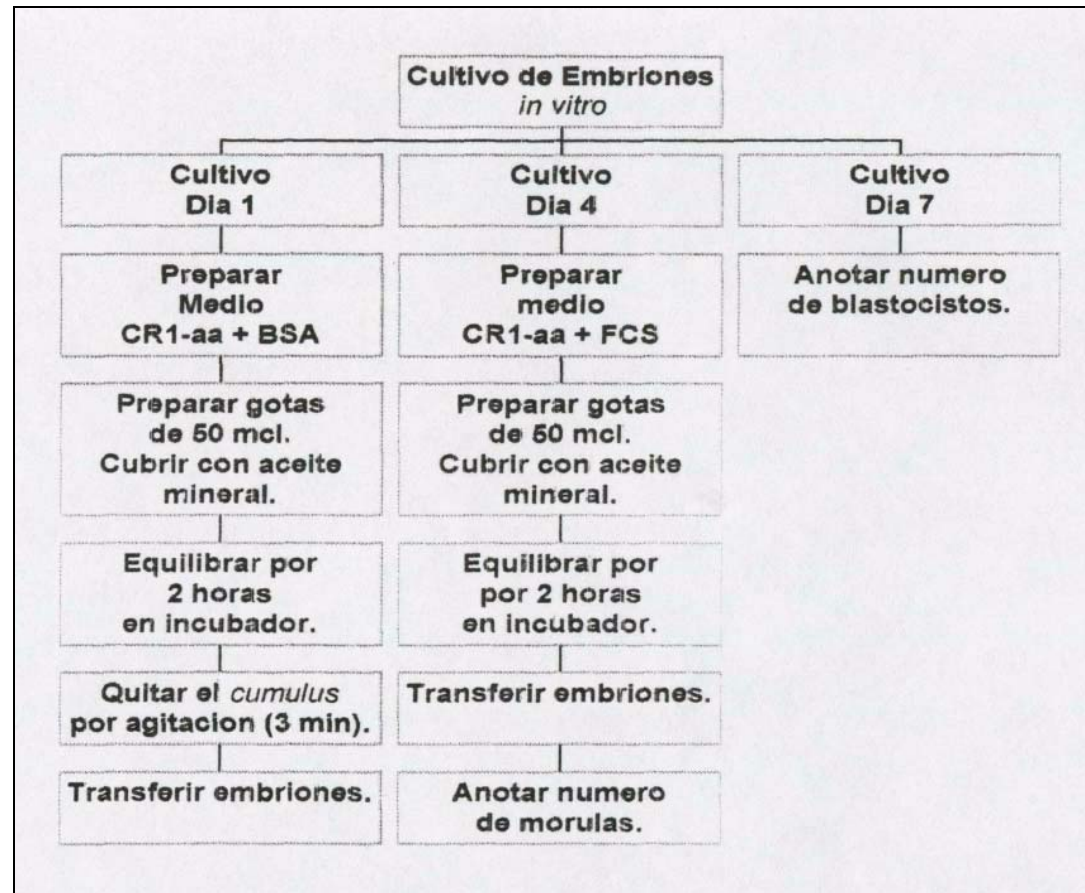 Cultivo de Embriones
in vitro
Cultivo
Dia 1
Preparar
Medio
CR1-aa + BSA
Preparar gotas
de 50 mcl.
Cubrir con aceite
mineral.
Equilibrar por
2 horas
en incubador.
Quitar el cumulus
por agitacion (3 min).
Transferir embriones.
Cultivo
Dia 4
Preparar
medio
CR1-aa + FCS
Preparar gotas
de 50 mcl.
Cubrir con aceite
mineral.
Equilibrar por
por 2 horas
en incubador.
Transferir embriones.
Anotar numero
de morulas.
Cultivo
Dia 7
Anotar numero
de blastocistos.